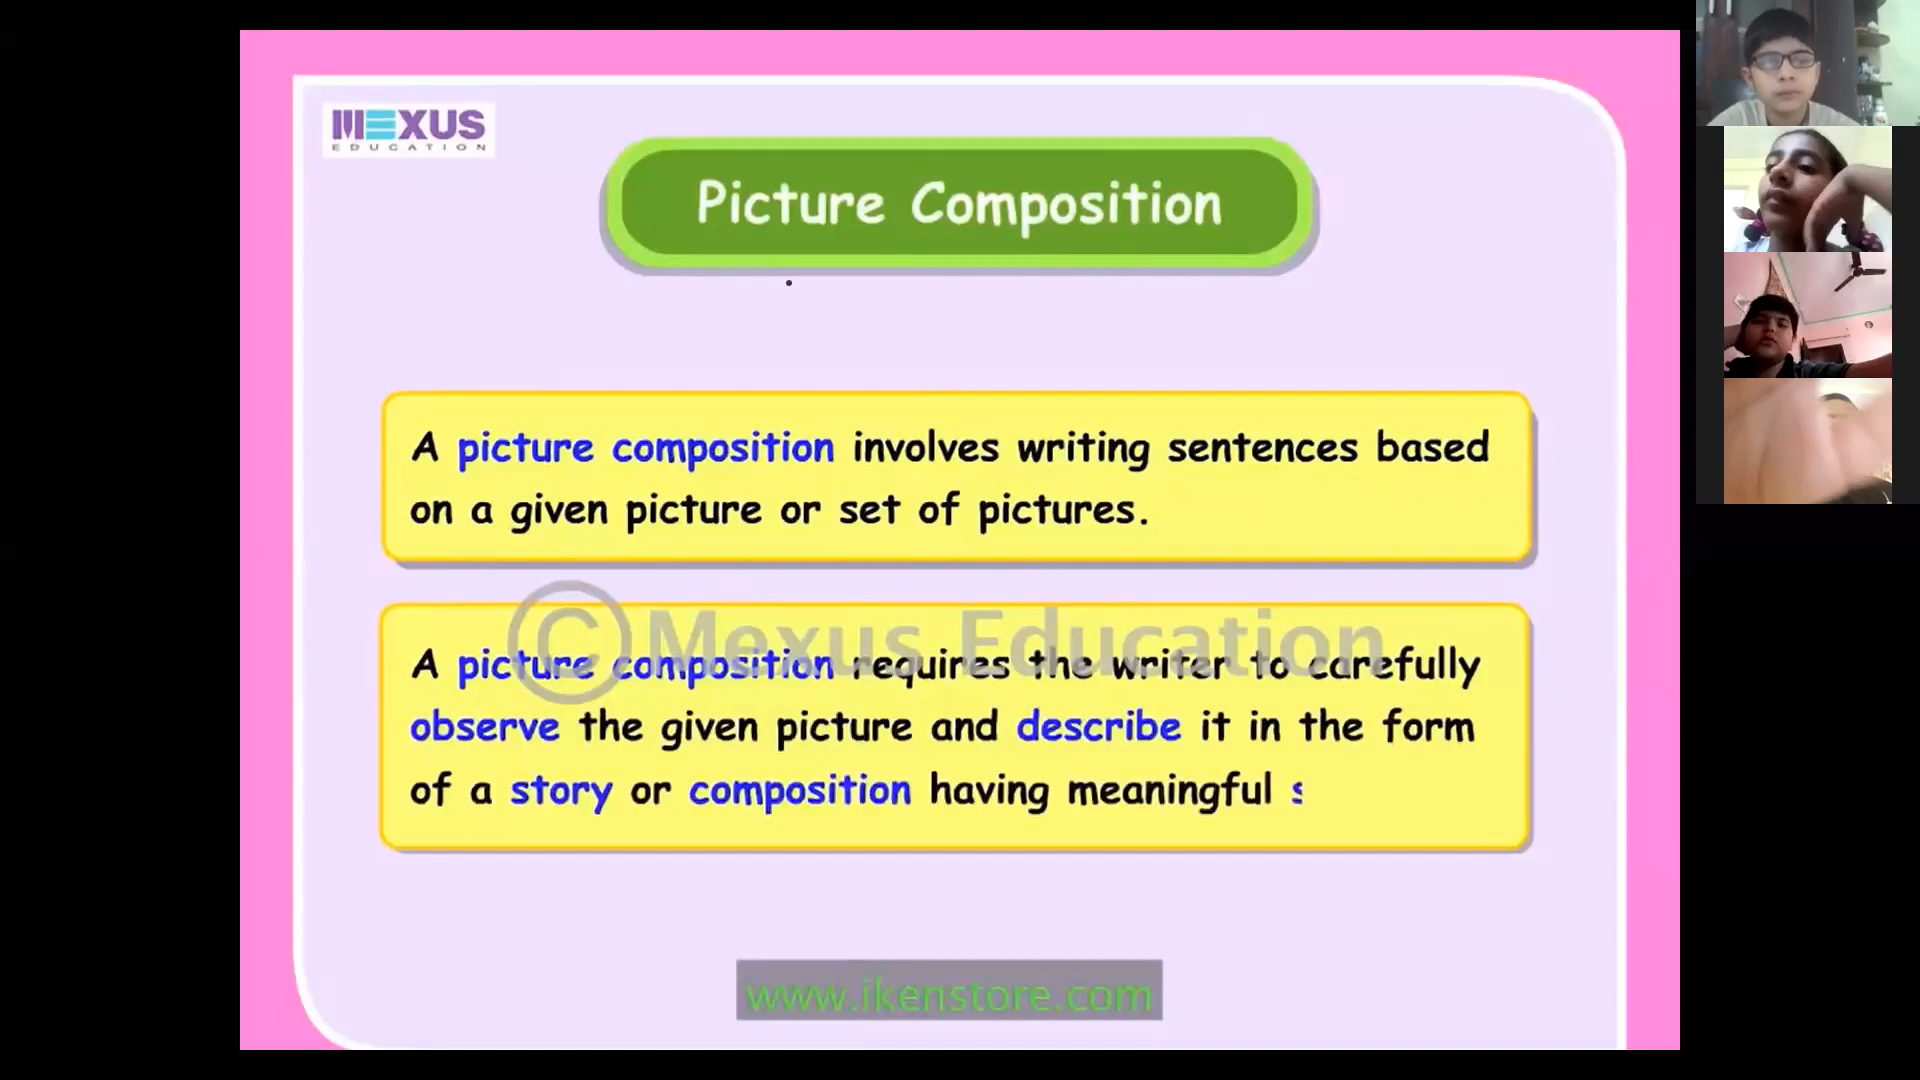 MEXUS
EDUCATION
Picture Composition
A picture composition involves writing sentences based
on a given picture or set of pictures.
© Mexus Education
A picture composition requires the writer to carefully
observe the given picture and describe it in the form
of a story or composition having meaningful s
www.ikenstore.com